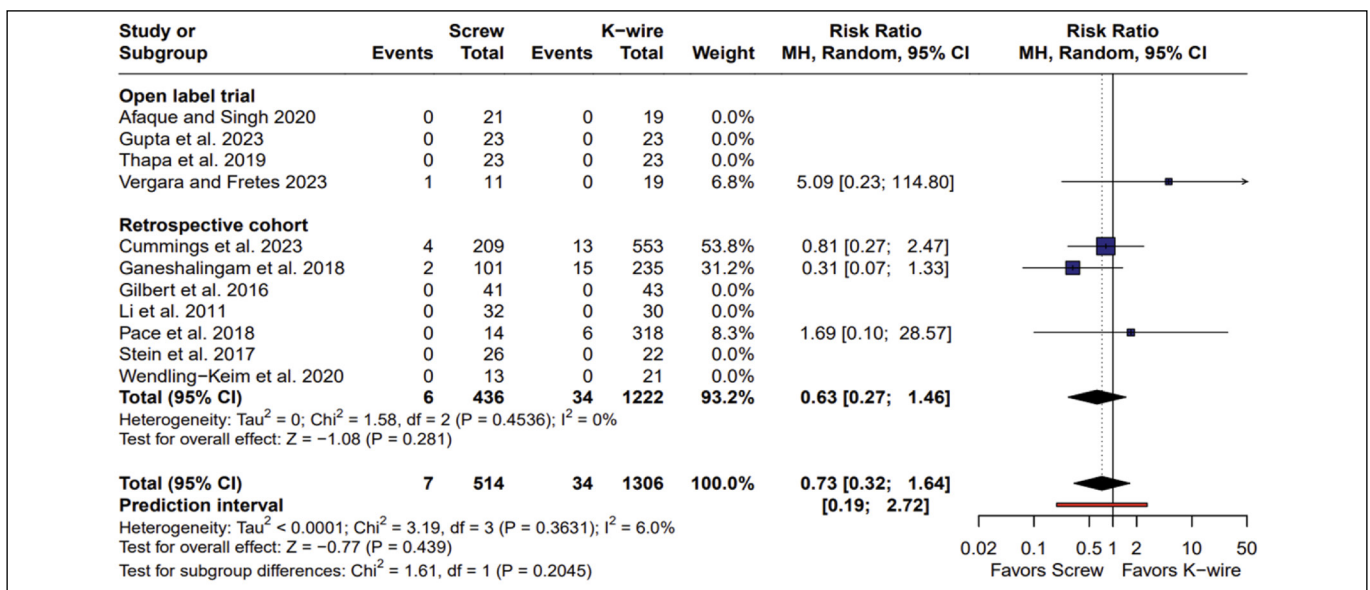 Study or Screw K−wire Risk Ratio Risk Ratio
Subgroup Events Total Events Total Weight MH, Random, 95% CI MH, Random, 95% CI
Open label trial
Afaque and Singh 2020 0 21 0 19 0.0%
Gupta et al. 2023 0 23 0 23 0.0%
Thapa et al. 2019 0 23 0 23 0.0%
Vergara and Fretes 2023 1 11 0 19 6.8% 5.09 [0.23; 114.80]
Retrospective cohort
Cummings et al. 2023 4 209 13 553 53.8% 0.81 [0.27; 2.47]
Ganeshalingam et al. 2018 2 101 15 235 31.2% 0.31 [0.07; 1.33]
Gilbert et al. 2016 0 41 0 43 0.0%
Li et al. 2011 0 32 0 30 0.0%
Pace et al. 2018 0 14 6 318 8.3% 1.69 [0.10; 28.57]
Stein et al. 2017 0 26 0 22 0.0%
Wendling−Keim et al. 2020 0 13 0 21 0.0%
Total (95% CI) 6 436 34 1222 93.2% 0.63 [0.27; 1.46]
Heterogeneity: Tau² = 0; Chi² = 1.58, df = 2 (P = 0.4536); I² = 0%
Test for overall effect: Z = −1.08 (P = 0.281)
Total (95% CI) 7 514 34 1306 100.0% 0.73 [0.32; 1.64]
Prediction interval [0.19; 2.72]
Heterogeneity: Tau² < 0.0001; Chi² = 3.19, df = 3 (P = 0.3631); I² = 6.0%
Test for overall effect: Z = −0.77 (P = 0.439)
Test for subgroup differences: Chi² = 1.61, df = 1 (P = 0.2045)
0.02 0.1 0.5 1 2 10 50
Favors Screw Favors K−wire